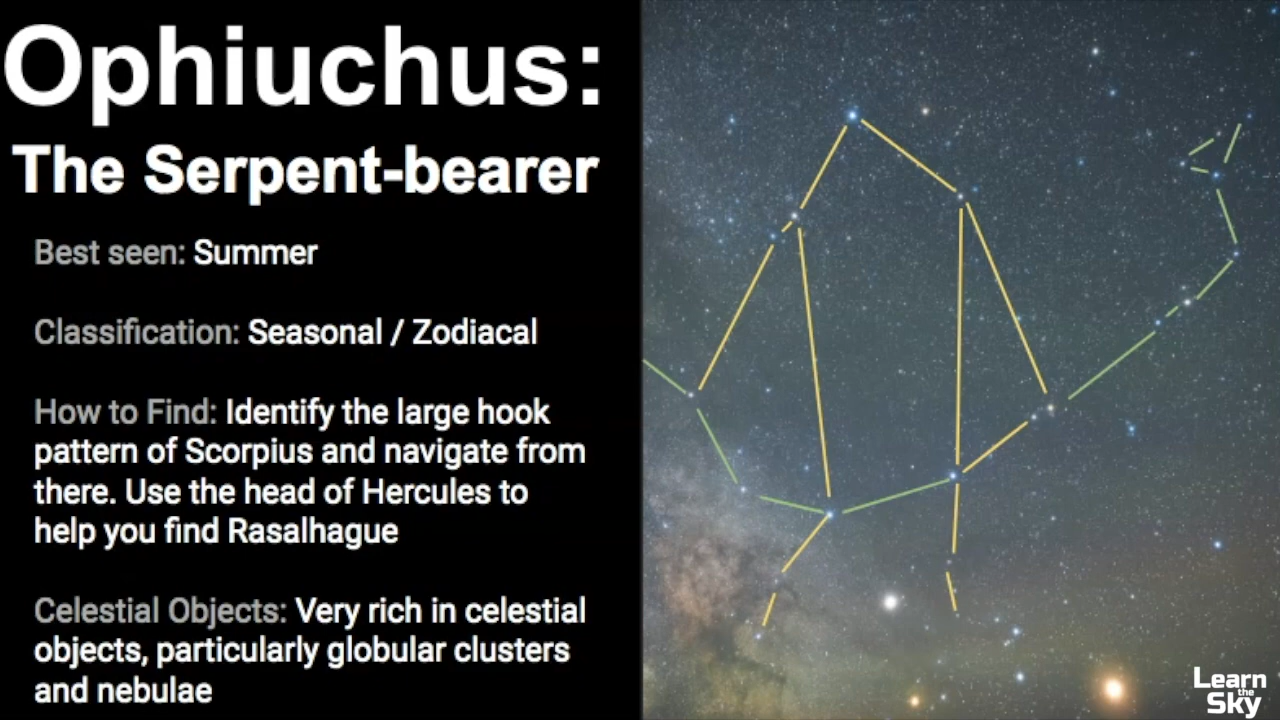 Ophiuchus:
The Serpent-bearer
Best seen: Summer
Classification: Seasonal / Zodiacal
How to Find: Identify the large hook
pattern of Scorpius and navigate from
there. Use the head of Hercules to
help you find Rasalhague
Celestial Objects: Very rich in celestial
objects, particularly globular clusters
and nebulae
Learn
the
Sky